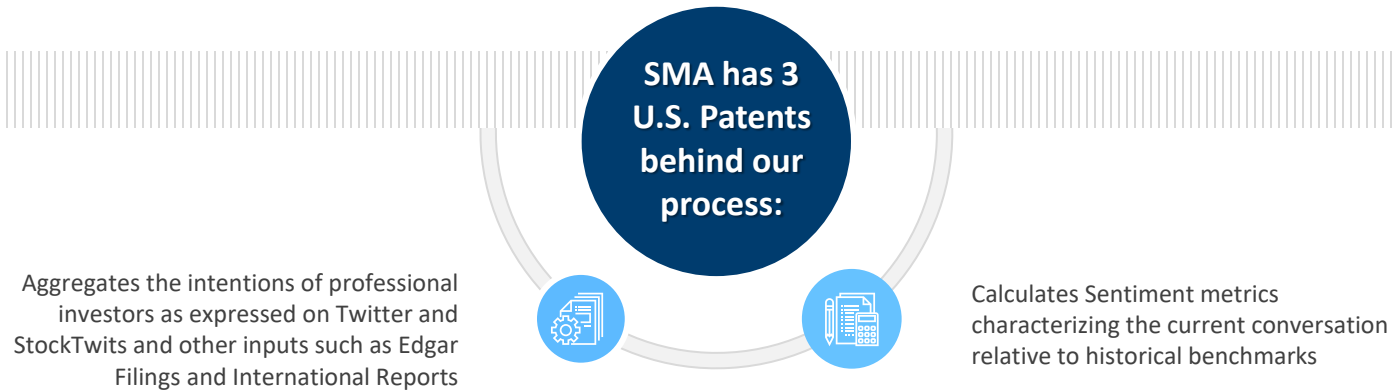 SMA has 3
U.S. Patents
behind our
process:
Aggregates the intentions of professional
investors as expressed on Twitter and
StockTwits and other inputs such as Edgar
Filings and International Reports
Calculates Sentiment metrics
characterizing the current conversation
relative to historical benchmarks